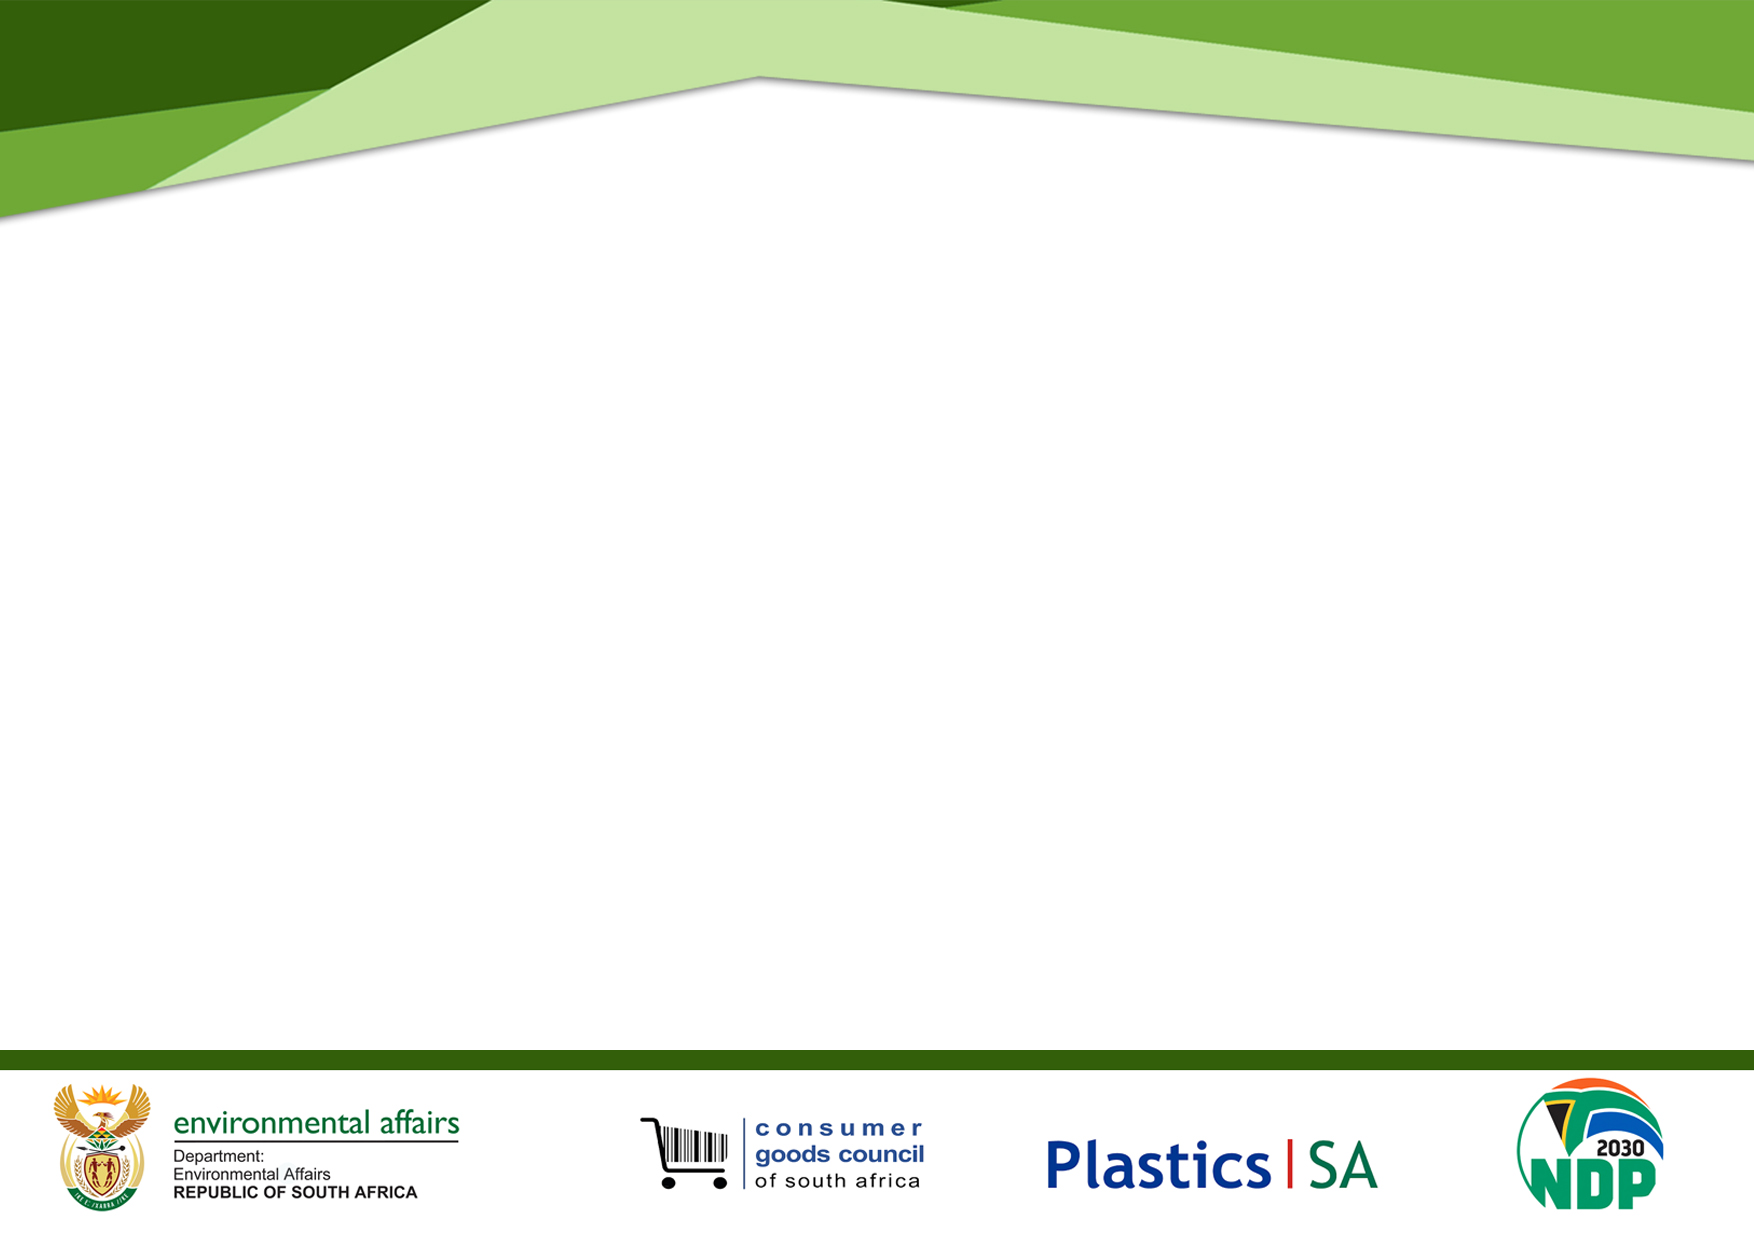 environmental affairs
Department:
Environmental Affairs
REPUBLIC OF SOUTH AFRICA
consumer
goods council
of south africa
Plastics | SA
2030
NDP